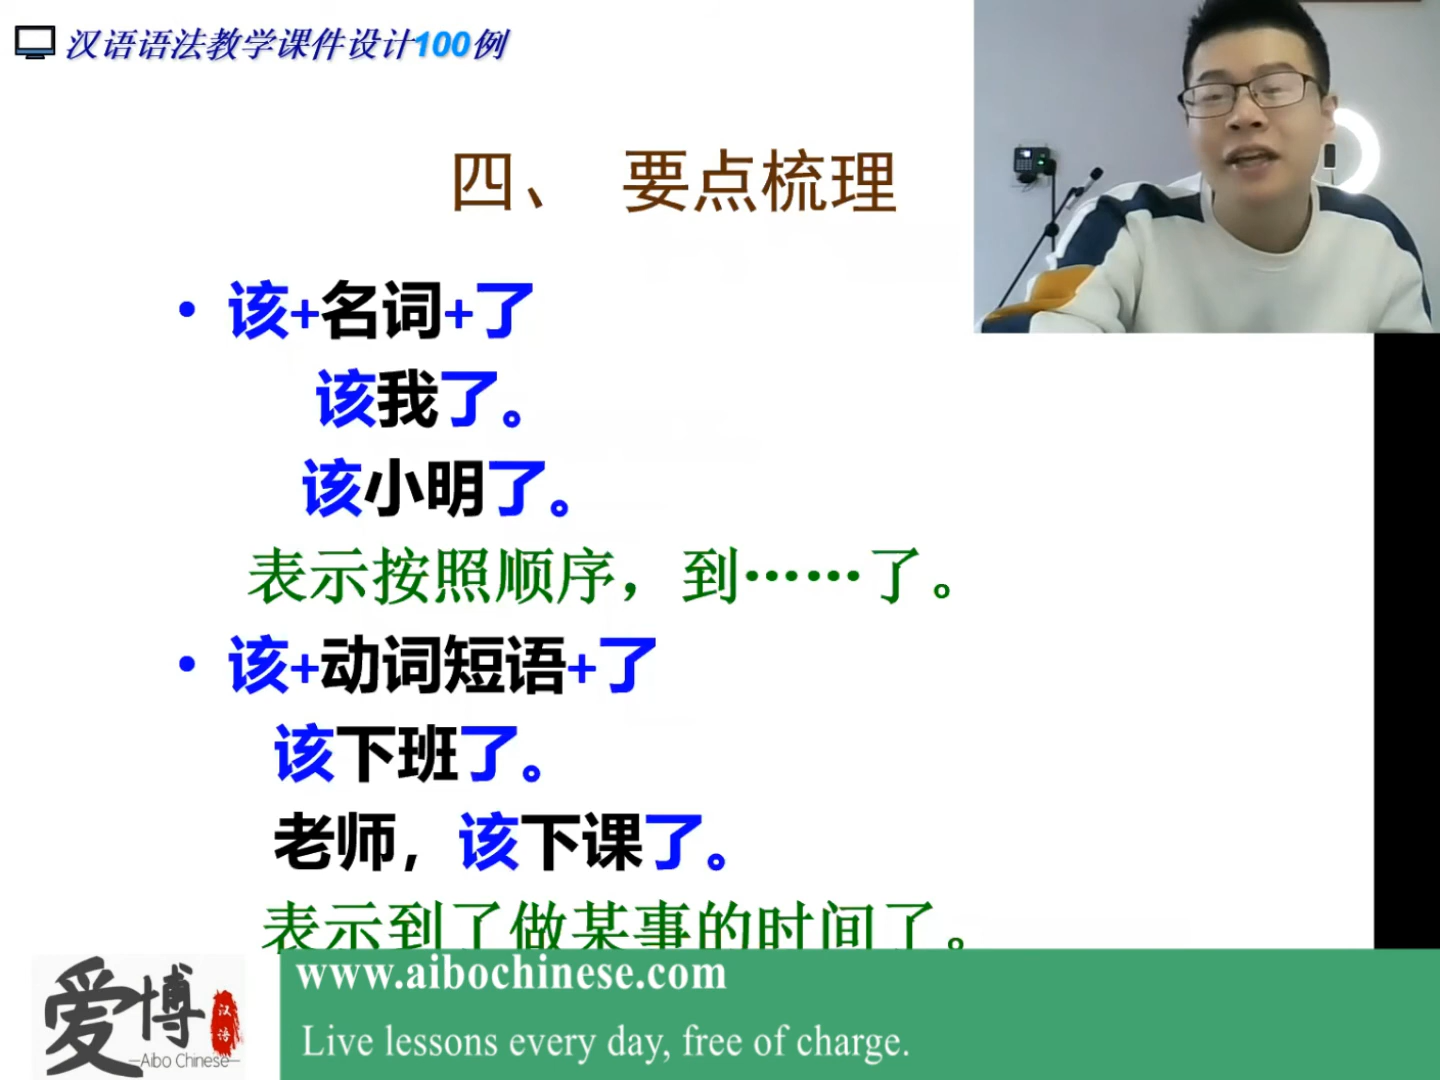 汉语语法教学课件设计100例
四、 要点梳理
• 该+名词+了
该我了。
该小明了。
表示按照顺序，到……了。
• 该+动词短语+了
该下班了。
老师，该下课了。
表示到了做某事的时间了。
www.aibochinese.com
Live lessons every day, free of charge.
爱博
汉语
—Aibo Chinese—